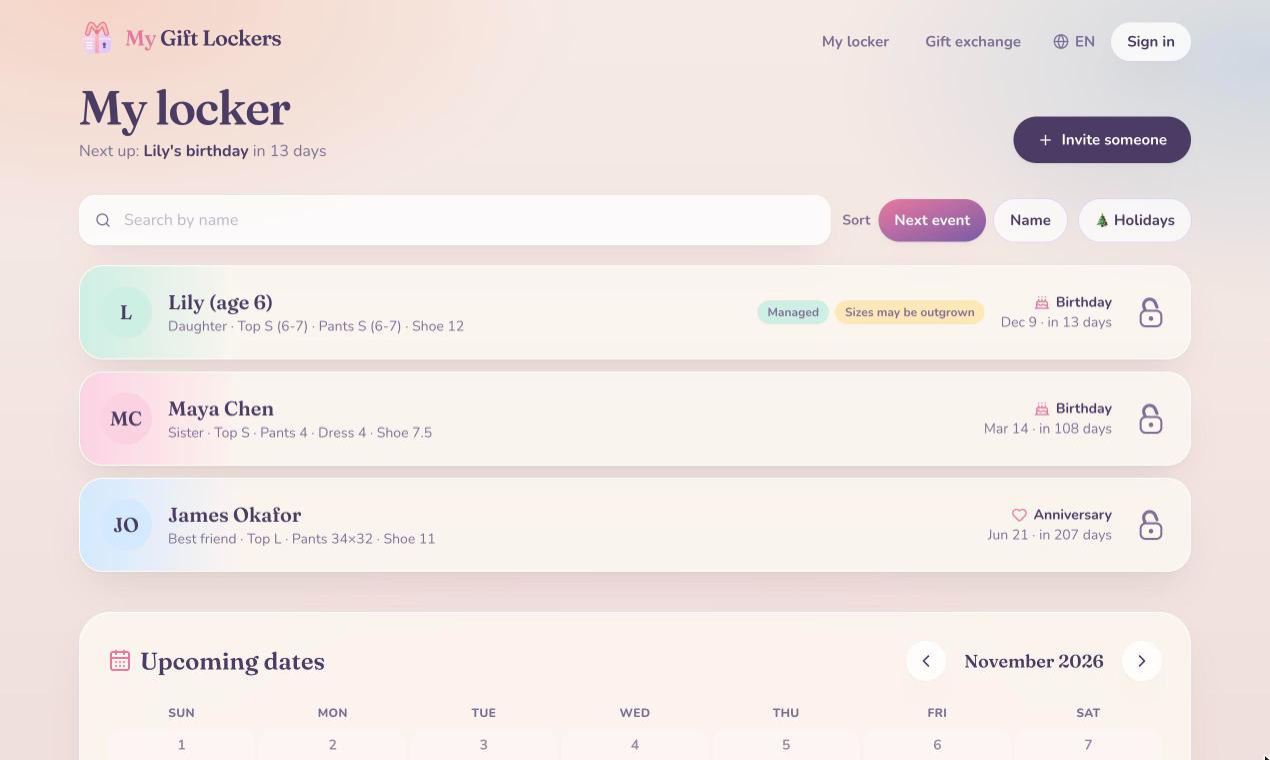 My Gift Lockers
My locker
Gift exchange
EN
Sign in
My locker
Next up: Lily's birthday in 13 days
+ Invite someone
Search by name
Sort
Next event
Name
🎄 Holidays
L
Lily (age 6)
Daughter · Top S (6-7) · Pants S (6-7) · Shoe 12
Managed
Sizes may be outgrown
Birthday
Dec 9 · in 13 days
MC
Maya Chen
Sister · Top S · Pants 4 · Dress 4 · Shoe 7.5
Birthday
Mar 14 · in 108 days
JO
James Okafor
Best friend · Top L · Pants 34×32 · Shoe 11
Anniversary
Jun 21 · in 207 days
Upcoming dates
November 2026
SUN MON TUE WED THU FRI SAT
1 2 3 4 5 6 7